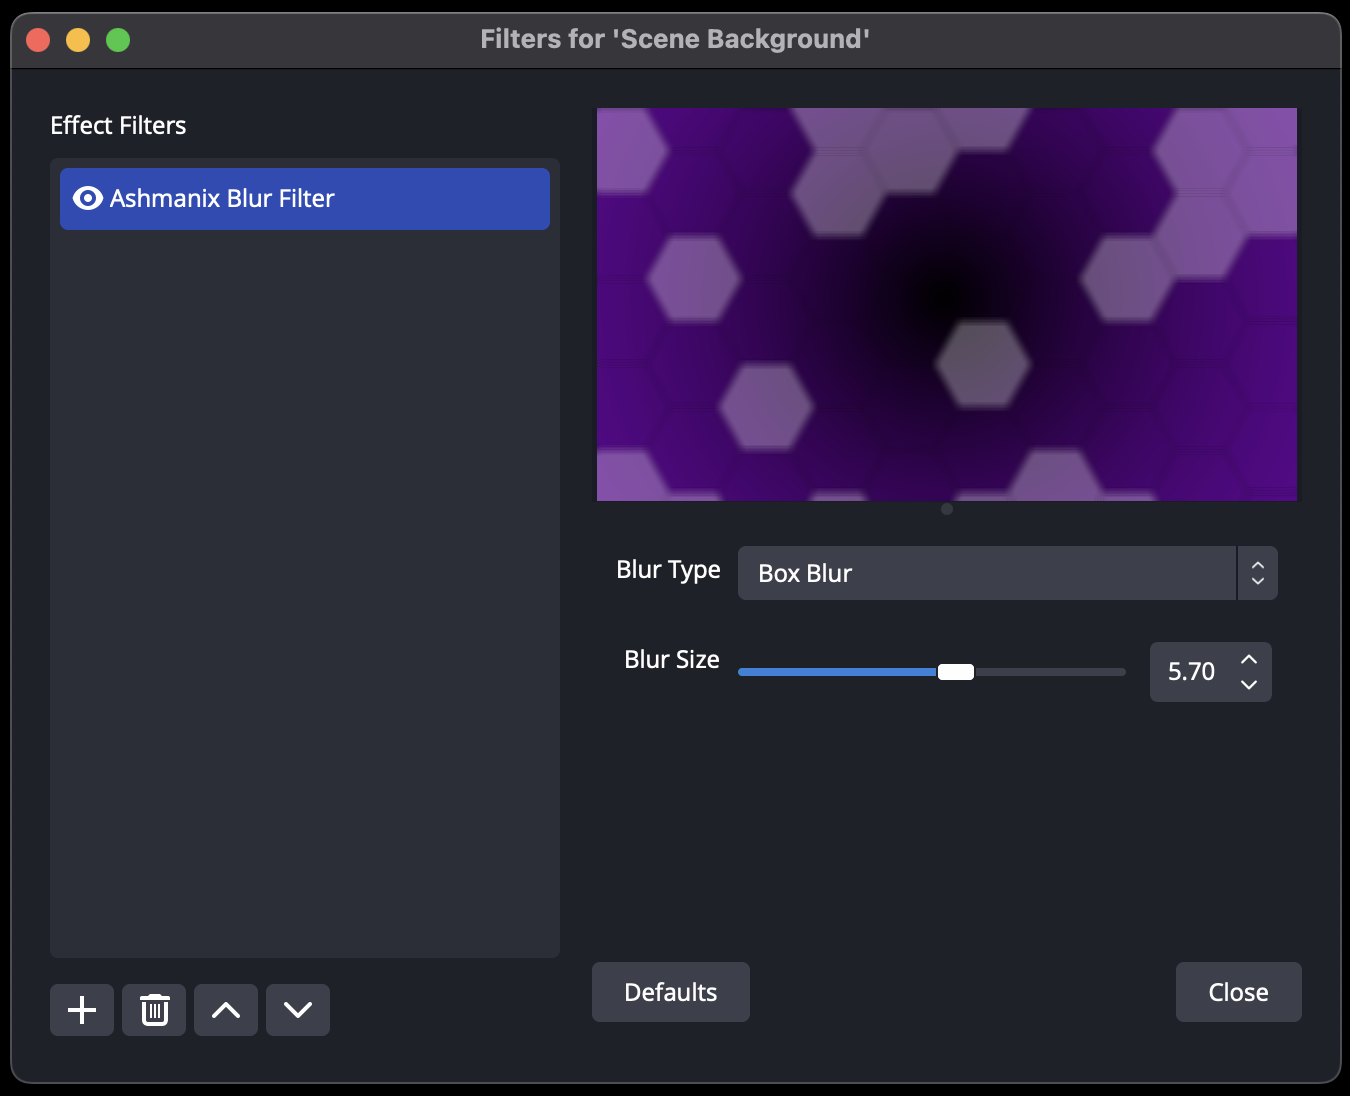 Filters for 'Scene Background'
Effect Filters
Ashmanix Blur Filter
Blur Type
Box Blur
Blur Size
5.70
Defaults
Close